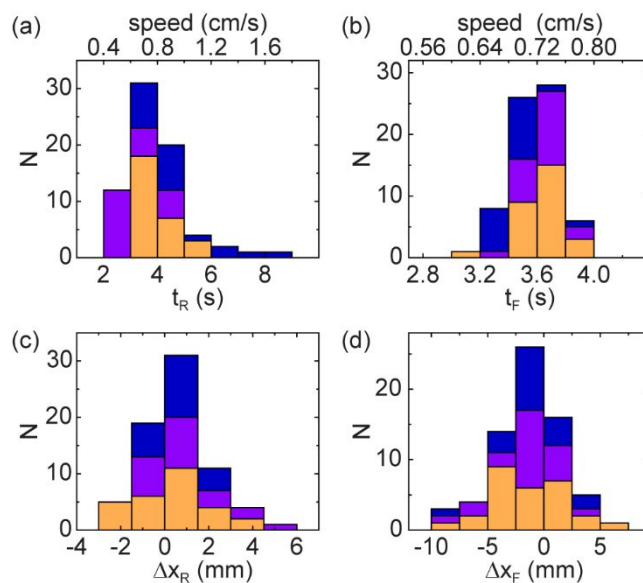 (a) speed (cm/s)
0.4 0.8 1.2 1.6
30
20
10
0
N
2 4 6 8
t_R (s)
(b) speed (cm/s)
0.56 0.64 0.72 0.80
30
20
10
0
N
2.8 3.2 3.6 4.0
t_F (s)
(c)
30
20
10
0
N
-4 -2 0 2 4 6
Δx_R (mm)
(d)
20
10
0
N
-10 -5 0 5
Δx_F (mm)